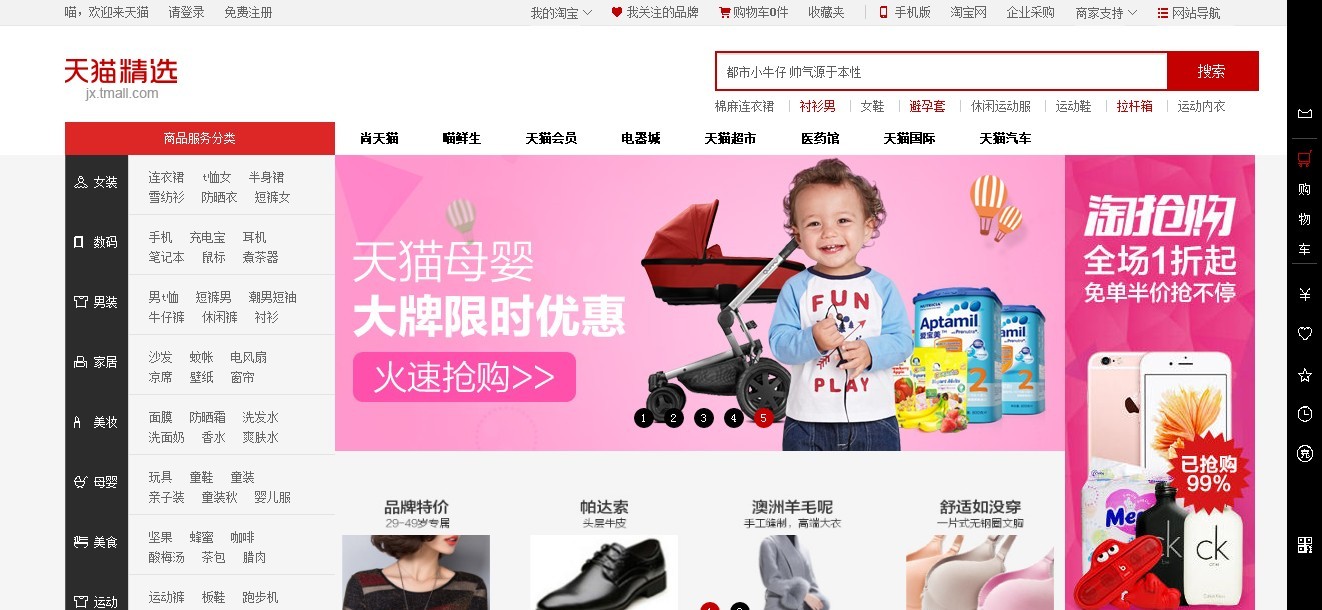 喵，欢迎来天猫 请登录 免费注册 我的淘宝 我关注的品牌 购物车0件 收藏夹 手机版 淘宝网 企业采购 商家支持 网站导航
天猫精选
jx.tmall.com
都市小牛仔 帅气源于本性 搜索
棉麻连衣裙 衬衫男 女鞋 避孕套 休闲运动服 运动鞋 拉杆箱 运动内衣
商品服务分类 肖天猫 喵鲜生 天猫会员 电器城 天猫超市 医药馆 天猫国际 天猫汽车
女装
连衣裙 t恤女 半身裙
雪纺衫 防晒衣 短裤女
数码
手机 充电宝 耳机
笔记本 鼠标 煮茶器
男装
男t恤 短裤男 潮男短袖
牛仔裤 休闲裤 衬衫
家居
沙发 蚊帐 电风扇
凉席 壁纸 窗帘
美妆
面膜 防晒霜 洗发水
洗面奶 香水 爽肤水
母婴
玩具 童鞋 童装
亲子装 童装秋 婴儿服
美食
坚果 蜂蜜 咖啡
酸梅汤 茶包 腊肉
运动
运动裤 板鞋 跑步机
天猫母婴
大牌限时优惠
火速抢购>>
FUN
PLAY
NUTRICIA
Aptamil
爱宝美
2
mil
2
1 2 3 4 5
淘抢购
全场1折起
免单半价抢不停
已抢购
99%
ck
ck
品牌特价
29-49岁专属
帕达索
头层牛皮
澳洲羊毛呢
手工缝制，高端大衣
舒适如没穿
一片式无钢圈文胸
购
物
车
¥